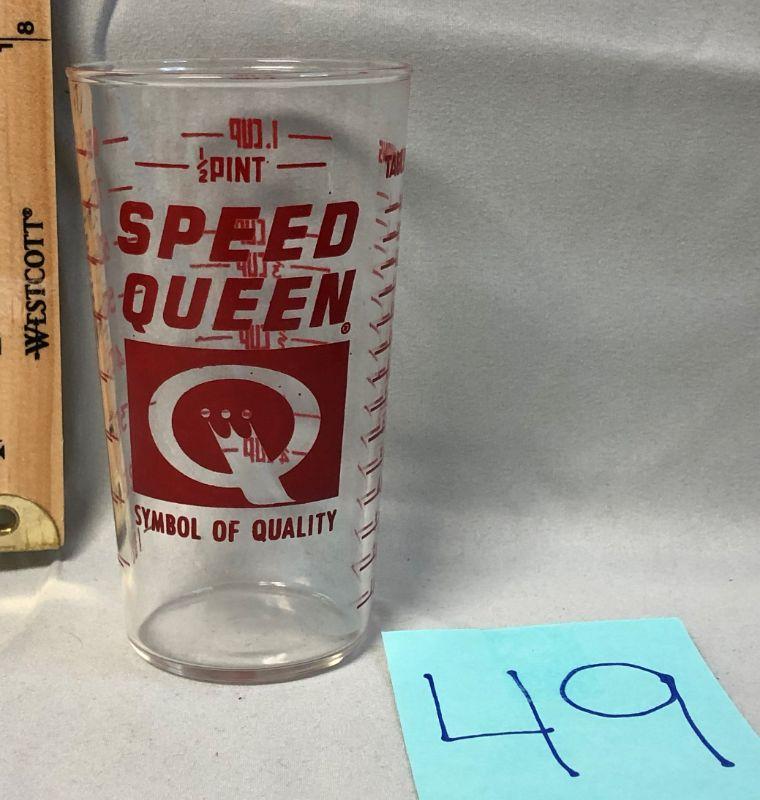 8
WESTCOTT®
1 CUP
½ PINT
SPEED
QUEEN®
SYMBOL OF QUALITY
49